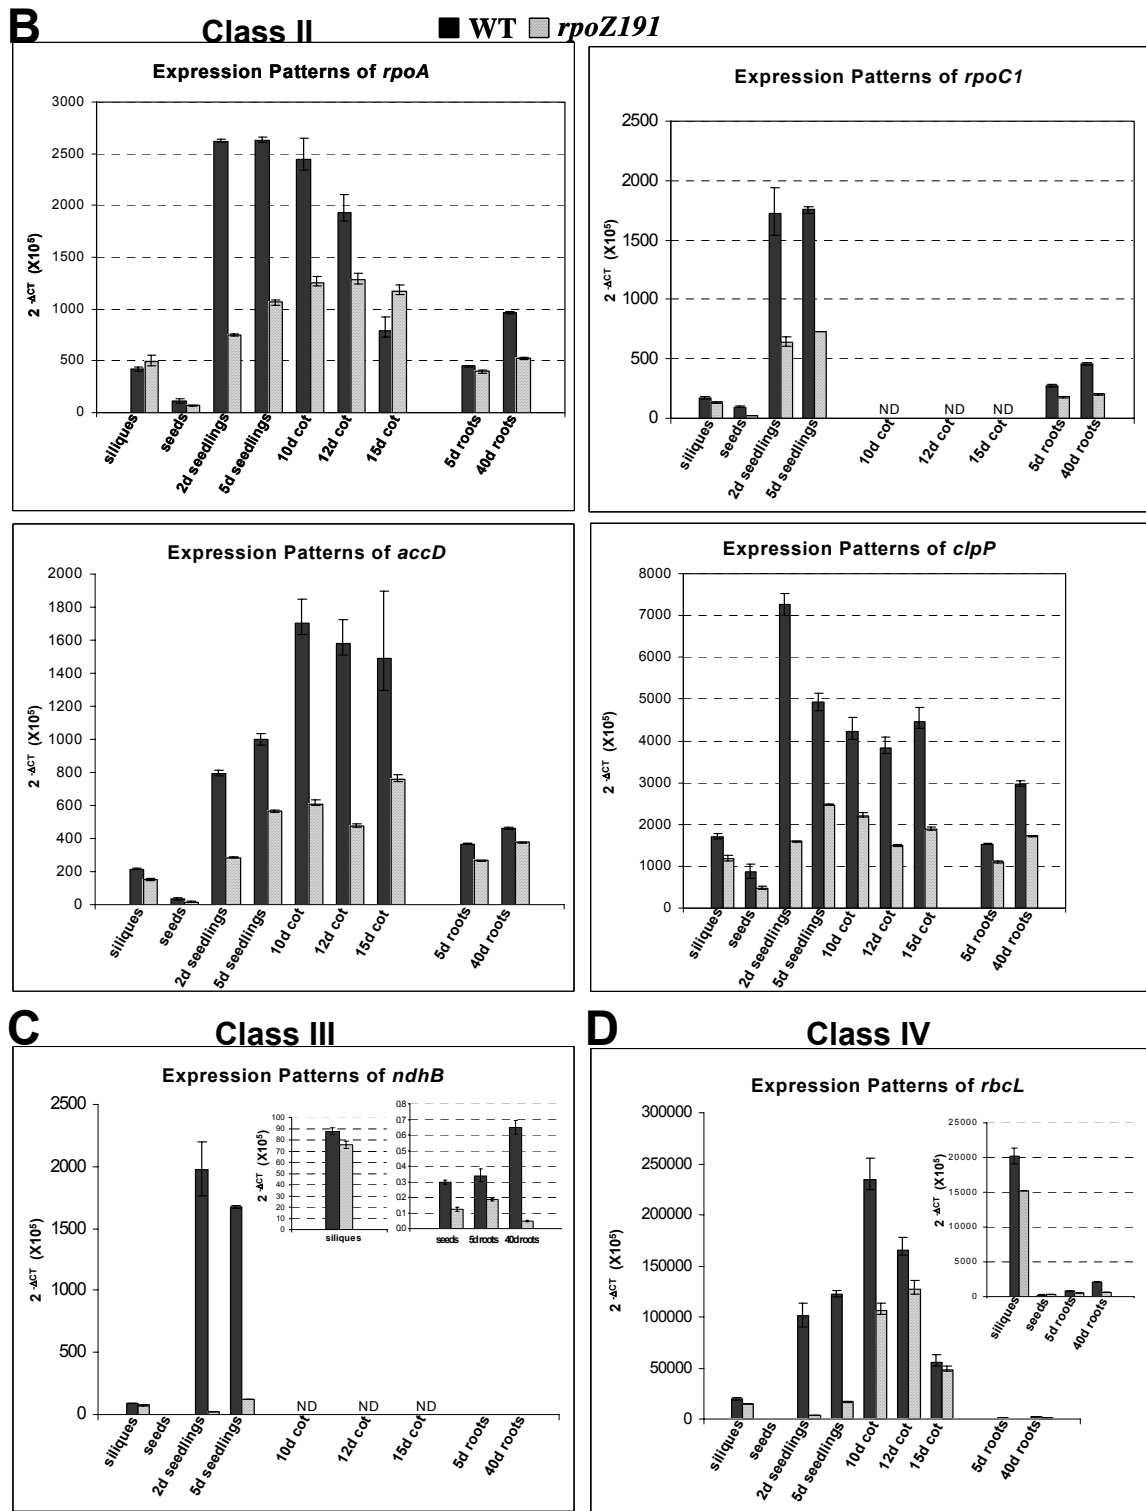 B Class II WT rpoZ191
Expression Patterns of rpoA
3000
2500
2000
1500
1000
500
0
2 -ΔCT (X10⁵)
siliques
seeds
2d seedlings
5d seedlings
10d cot
12d cot
15d cot
5d roots
40d roots
Expression Patterns of rpoC1
2500
2000
1500
1000
500
0
2 -ΔCT (X10⁵)
ND ND ND
siliques
seeds
2d seedlings
5d seedlings
10d cot
12d cot
15d cot
5d roots
40d roots
Expression Patterns of accD
2000
1800
1600
1400
1200
1000
800
600
400
200
0
2 -ΔCT (X10⁵)
siliques
seeds
2d seedlings
5d seedlings
10d cot
12d cot
15d cot
5d roots
40d roots
Expression Patterns of clpP
8000
7000
6000
5000
4000
3000
2000
1000
0
2 -ΔCT (X10⁵)
siliques
seeds
2d seedlings
5d seedlings
10d cot
12d cot
15d cot
5d roots
40d roots
C Class III
Expression Patterns of ndhB
2500
2000
1500
1000
500
0
2 -ΔCT (X10⁵)
100
90
80
70
60
50
40
30
20
10
0
2 -ΔCT (X10⁵)
siliques
0.8
0.7
0.6
0.5
0.4
0.3
0.2
0.1
0.0
seeds 5d roots 40d roots
ND ND ND
siliques
seeds
2d seedlings
5d seedlings
10d cot
12d cot
15d cot
5d roots
40d roots
D Class IV
Expression Patterns of rbcL
300000
250000
200000
150000
100000
50000
0
2 -ΔCT (X10⁵)
25000
20000
15000
10000
5000
0
2 -ΔCT (X10⁵)
siliques
seeds
5d roots
40d roots
siliques
seeds
2d seedlings
5d seedlings
10d cot
12d cot
15d cot
5d roots
40d roots